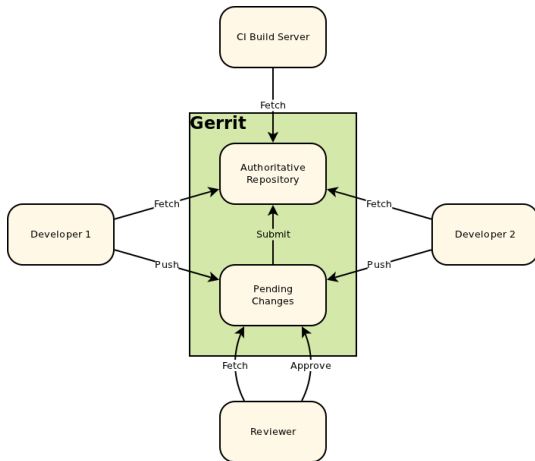 CI Build Server
Fetch
Gerrit
Authoritative
Repository
Fetch
Fetch
Developer 1
Submit
Developer 2
Push
Push
Pending
Changes
Fetch
Approve
Reviewer